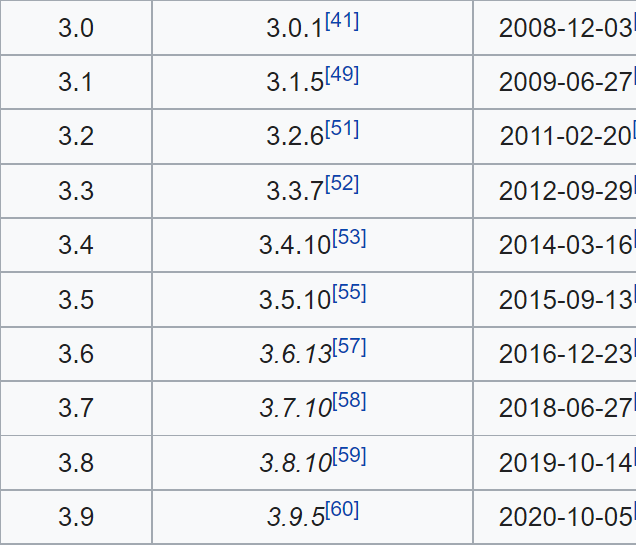 3.0 3.0.1[41] 2008-12-03[
3.1 3.1.5[49] 2009-06-27[
3.2 3.2.6[51] 2011-02-20[
3.3 3.3.7[52] 2012-09-29[
3.4 3.4.10[53] 2014-03-16[
3.5 3.5.10[55] 2015-09-13[
3.6 3.6.13[57] 2016-12-23[
3.7 3.7.10[58] 2018-06-27[
3.8 3.8.10[59] 2019-10-14[
3.9 3.9.5[60] 2020-10-05[